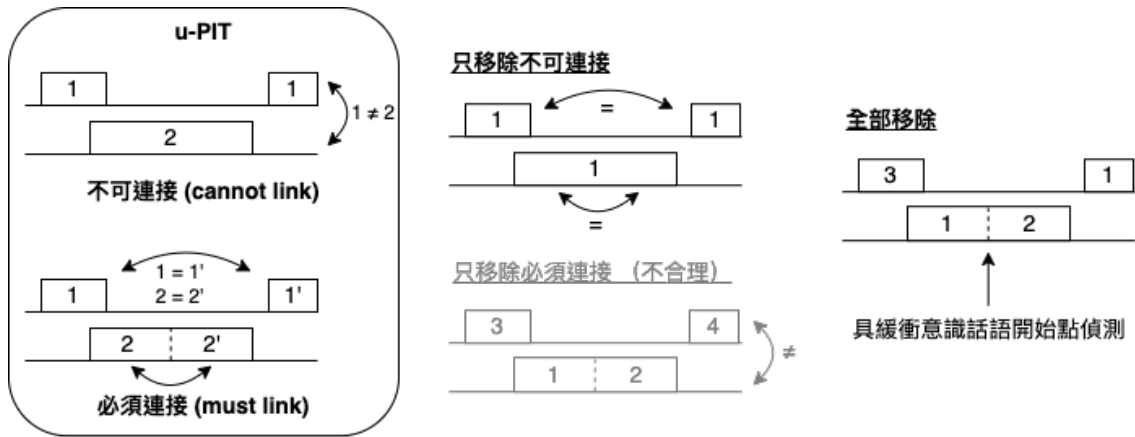 u-PIT
1
1
1 ≠ 2
2
不可連接 (cannot link)
1 = 1'
2 = 2'
1
1'
2
2'
必須連接 (must link)
只移除不可連接
=
1
1
1
=
只移除必須連接 （不合理）
3
4
≠
1
2
全部移除
3
1
1
2
具緩衝意識話語開始點偵測